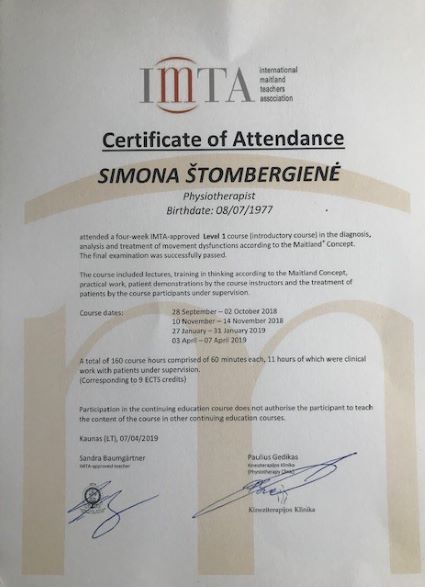 IMTA
international
maitland
teachers
association
Certificate of Attendance
SIMONA ŠTOMBERGIENĖ
Physiotherapist
Birthdate: 08/07/1977
attended a four-week IMTA-approved Level 1 course (introductory course) in the diagnosis,
analysis and treatment of movement dysfunctions according to the Maitland® Concept.
The final examination was successfully passed.
The course included lectures, training in thinking according to the Maitland Concept,
practical work, patient demonstrations by the course instructors and the treatment of
patients by the course participants under supervision.
Course dates: 28 September – 02 October 2018
10 November – 14 November 2018
27 January – 31 January 2019
03 April – 07 April 2019
A total of 160 course hours comprised of 60 minutes each, 11 hours of which were clinical
work with patients under supervision.
(Corresponding to 9 ECTS credits)
Participation in the continuing education course does not authorise the participant to teach
the content of the course in other continuing education courses.
Kaunas (LT), 07/04/2019
Sandra Baumgärtner Paulius Gedikas
IMTA-approved teacher Kineziterapijos Klinika
(Physiotherapy Clinic)
Kineziterapijos Klinika